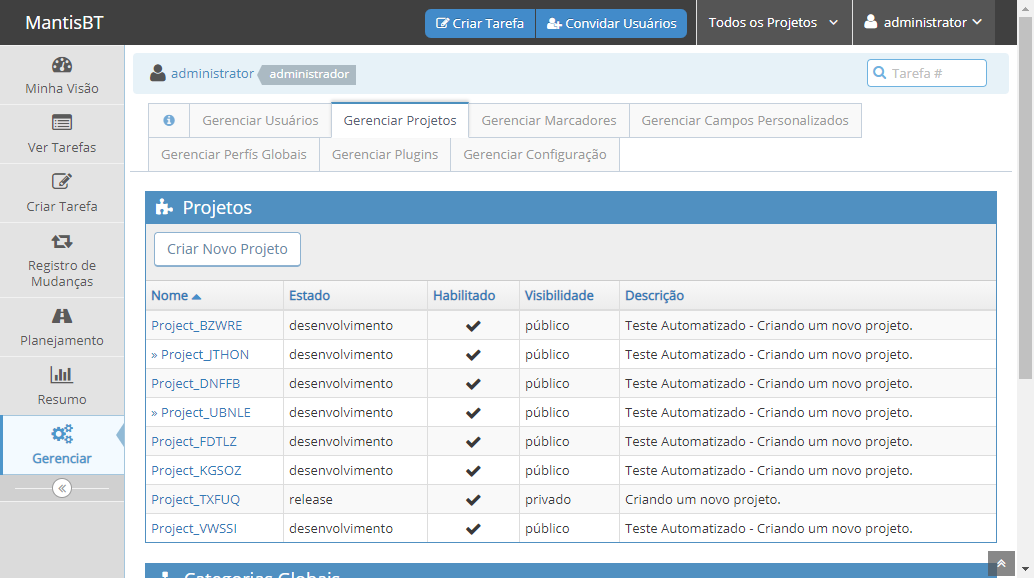 MantisBT
Criar Tarefa
Convidar Usuários
Todos os Projetos
administrator
Minha Visão
Ver Tarefas
Criar Tarefa
Registro de
Mudanças
Planejamento
Resumo
Gerenciar
administrator administrador
Tarefa #
Gerenciar Usuários Gerenciar Projetos Gerenciar Marcadores Gerenciar Campos Personalizados
Gerenciar Perfís Globais Gerenciar Plugins Gerenciar Configuração
Projetos
Criar Novo Projeto
Nome Estado Habilitado Visibilidade Descrição
Project_BZWRE desenvolvimento público Teste Automatizado - Criando um novo projeto.
» Project_JTHON desenvolvimento público Teste Automatizado - Criando um novo projeto.
Project_DNFFB desenvolvimento público Teste Automatizado - Criando um novo projeto.
» Project_UBNLE desenvolvimento público Teste Automatizado - Criando um novo projeto.
Project_FDTLZ desenvolvimento público Teste Automatizado - Criando um novo projeto.
Project_KGSOZ desenvolvimento público Teste Automatizado - Criando um novo projeto.
Project_TXFUQ release privado Criando um novo projeto.
Project_VWSSI desenvolvimento público Teste Automatizado - Criando um novo projeto.
Categorias Globais